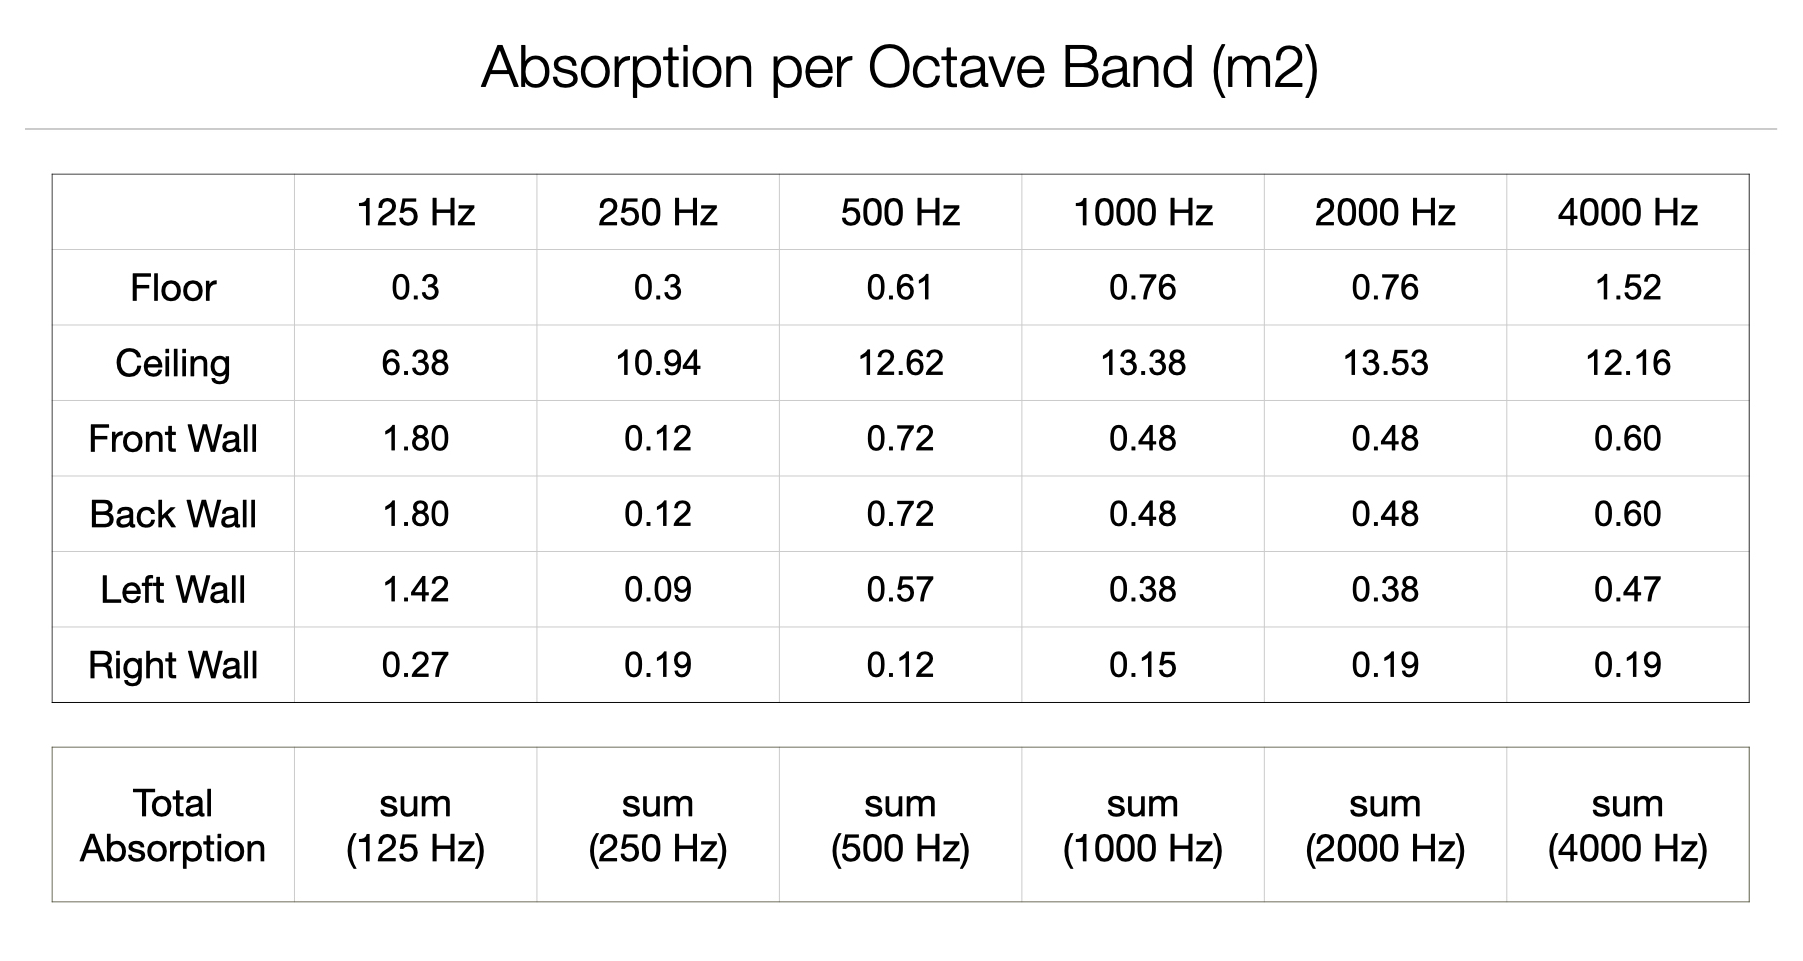 Absorption per Octave Band (m2)
125 Hz 250 Hz 500 Hz 1000 Hz 2000 Hz 4000 Hz
Floor 0.3 0.3 0.61 0.76 0.76 1.52
Ceiling 6.38 10.94 12.62 13.38 13.53 12.16
Front Wall 1.80 0.12 0.72 0.48 0.48 0.60
Back Wall 1.80 0.12 0.72 0.48 0.48 0.60
Left Wall 1.42 0.09 0.57 0.38 0.38 0.47
Right Wall 0.27 0.19 0.12 0.15 0.19 0.19
Total sum sum sum sum sum sum
Absorption (125 Hz) (250 Hz) (500 Hz) (1000 Hz) (2000 Hz) (4000 Hz)